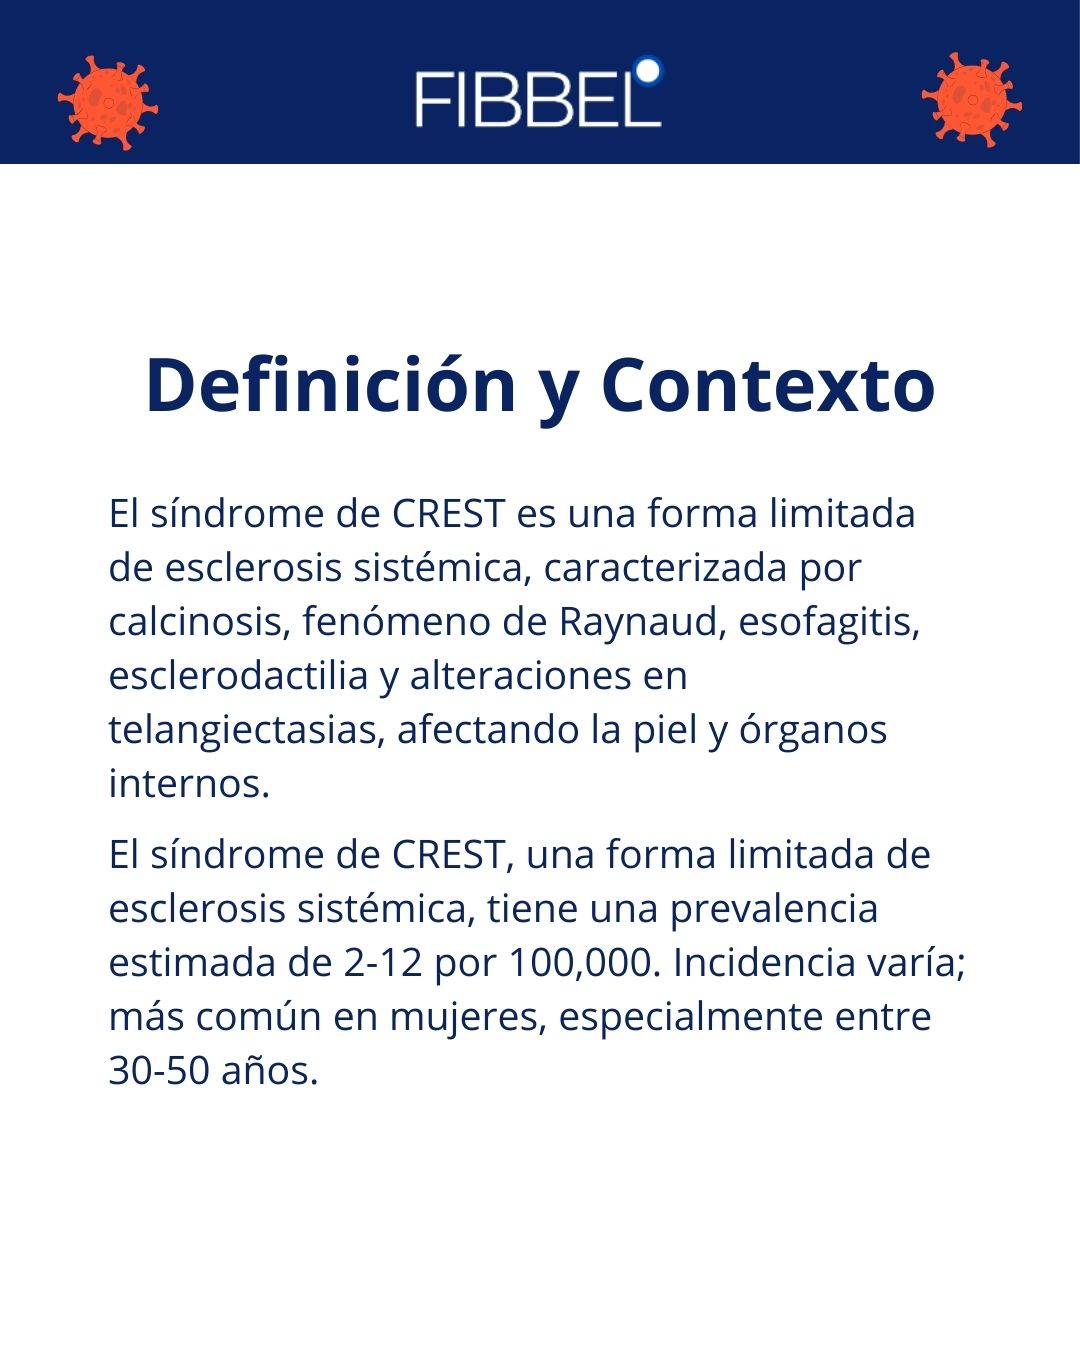 FIBBEL
Definición y Contexto
El síndrome de CREST es una forma limitada
de esclerosis sistémica, caracterizada por
calcinosis, fenómeno de Raynaud, esofagitis,
esclerodactilia y alteraciones en
telangiectasias, afectando la piel y órganos
internos.
El síndrome de CREST, una forma limitada de
esclerosis sistémica, tiene una prevalencia
estimada de 2-12 por 100,000. Incidencia varía;
más común en mujeres, especialmente entre
30-50 años.